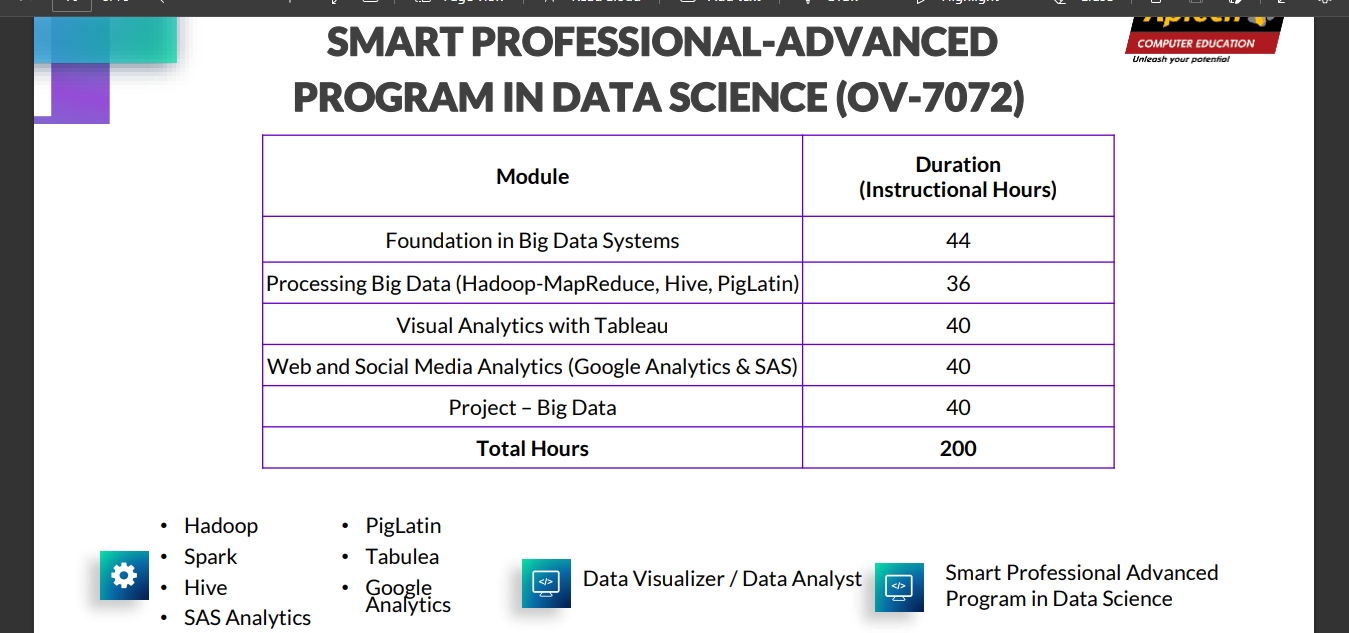 SMART PROFESSIONAL-ADVANCED
PROGRAM IN DATA SCIENCE (OV-7072)
COMPUTER EDUCATION
Unleash your potential
Module
Duration
(Instructional Hours)
Foundation in Big Data Systems
44
Processing Big Data (Hadoop-MapReduce, Hive, PigLatin)
36
Visual Analytics with Tableau
40
Web and Social Media Analytics (Google Analytics & SAS)
40
Project – Big Data
40
Total Hours
200
• Hadoop
• Spark
• Hive
• SAS Analytics
• PigLatin
• Tabulea
• Google
Analytics
</>
Data Visualizer / Data Analyst
</>
Smart Professional Advanced
Program in Data Science